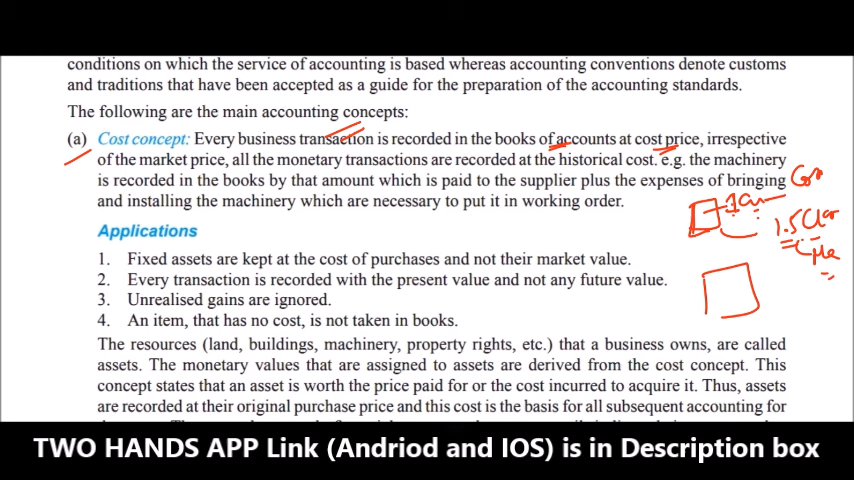 conditions on which the service of accounting is based whereas accounting conventions denote customs
and traditions that have been accepted as a guide for the preparation of the accounting standards.
The following are the main accounting concepts:
(a) Cost concept: Every business transaction is recorded in the books of accounts at cost price, irrespective
of the market price, all the monetary transactions are recorded at the historical cost. e.g. the machinery
is recorded in the books by that amount which is paid to the supplier plus the expenses of bringing
and installing the machinery which are necessary to put it in working order.
1.5
Applications
1. Fixed assets are kept at the cost of purchases and not their market value.
2. Every transaction is recorded with the present value and not any future value.
3. Unrealised gains are ignored.
4. An item, that has no cost, is not taken in books.
The resources (land, buildings, machinery, property rights, etc.) that a business owns, are called
assets. The monetary values that are assigned to assets are derived from the cost concept. This
concept states that an asset is worth the price paid for or the cost incurred to acquire it. Thus, assets
are recorded at their original purchase price and this cost is the basis for all subsequent accounting for
TWO HANDS APP Link (Andriod and IOS) is in Description box